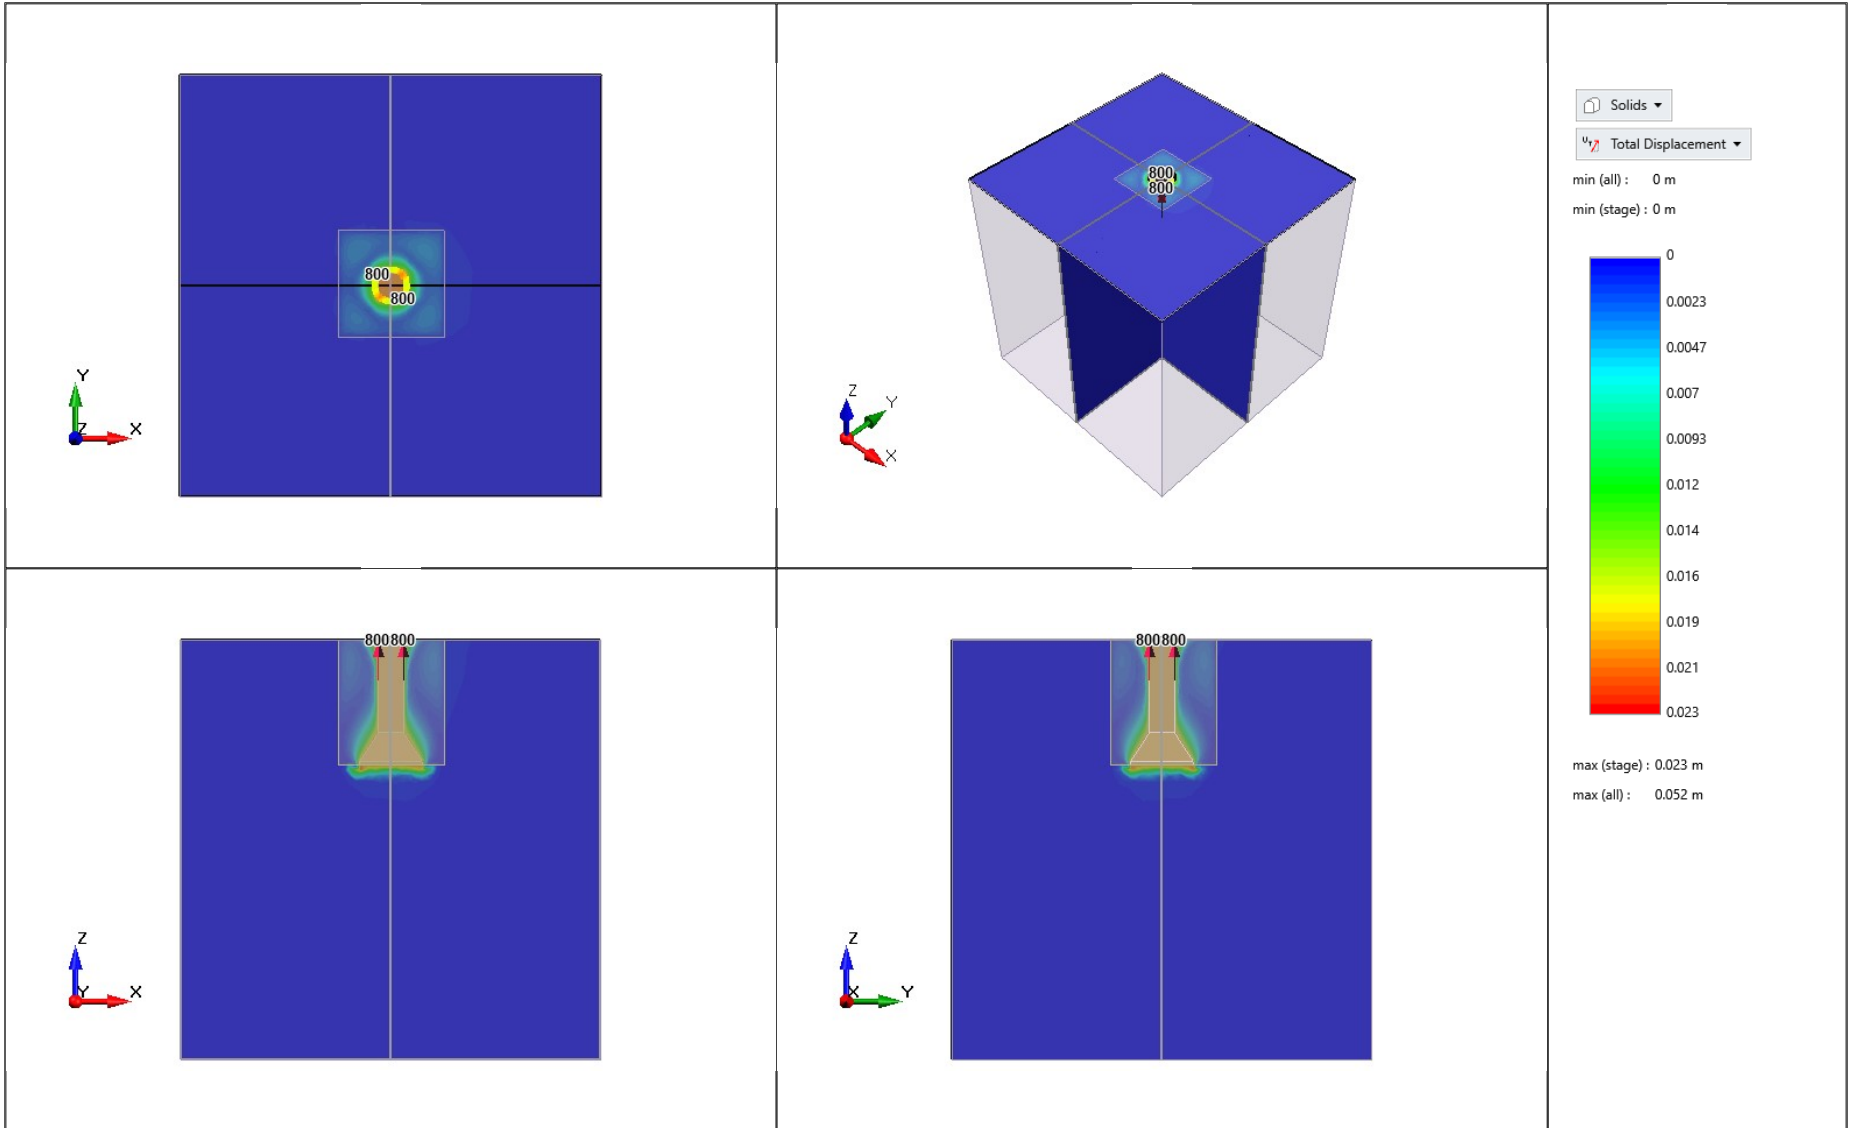 800
800
Y
Z
X
800
800
Z
Y
X
Solids
Total Displacement
min (all) : 0 m
min (stage) : 0 m
0
0.0023
0.0047
0.007
0.0093
0.012
0.014
0.016
0.019
0.021
0.023
max (stage) : 0.023 m
max (all) : 0.052 m
800800
Z
Y
X
800800
Z
X
Y